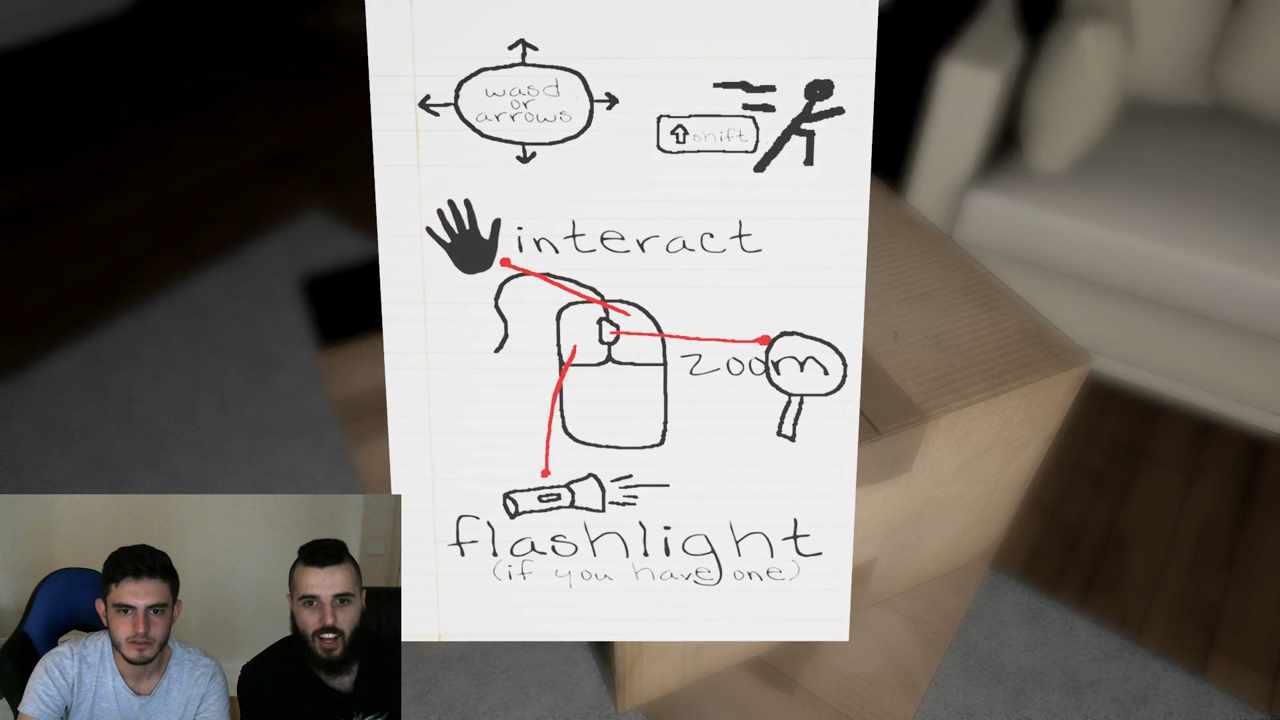 wasd
or
arrows
shift
interact
zoom
flashlight
(if you have one)